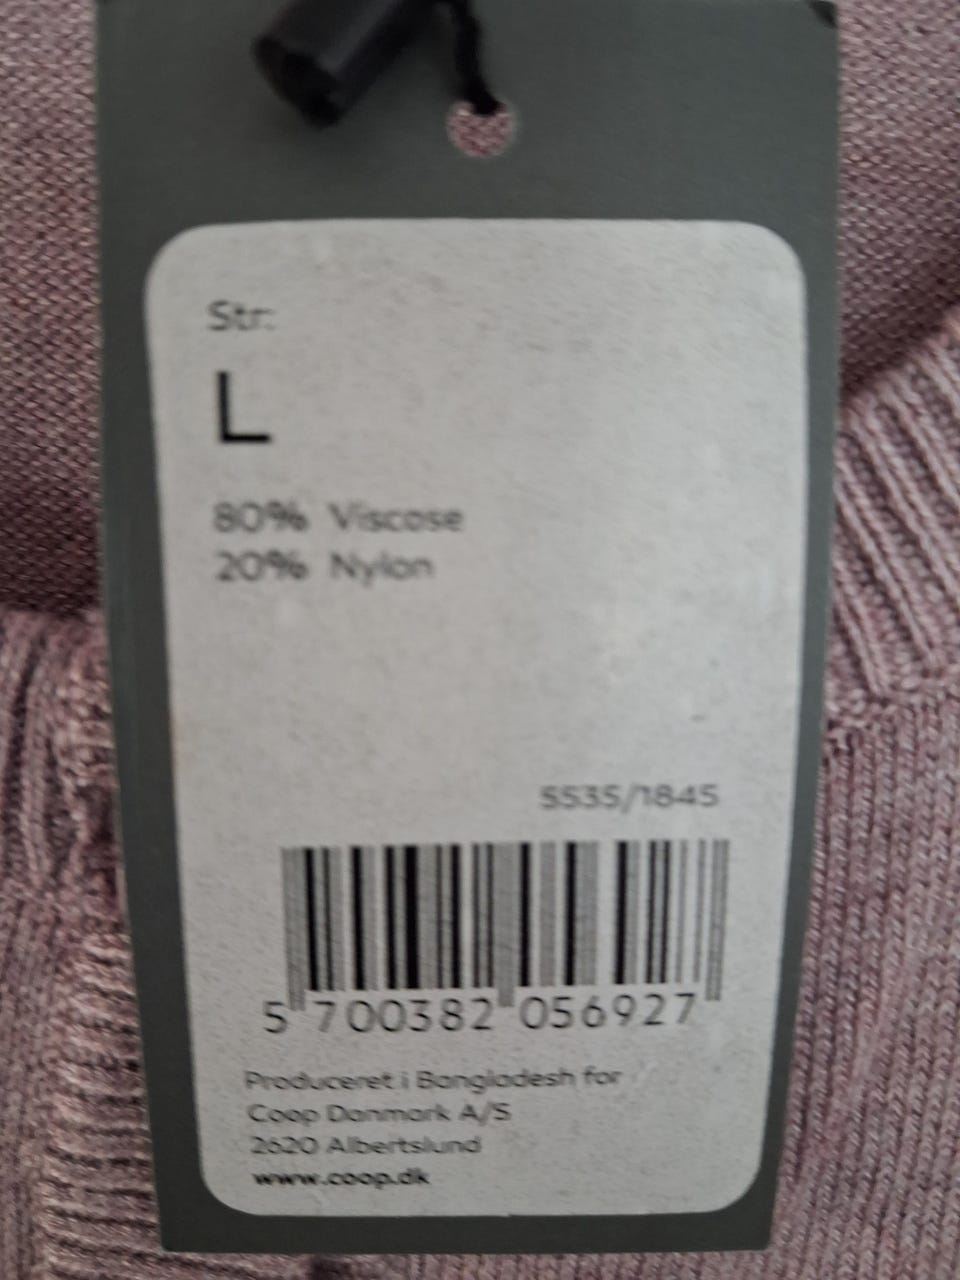 Str:
L
80% Viscose
20% Nylon
5535/1845
5 700382 056927
Produceret i Bangladesh for
Coop Danmark A/S
2620 Albertslund
www.coop.dk